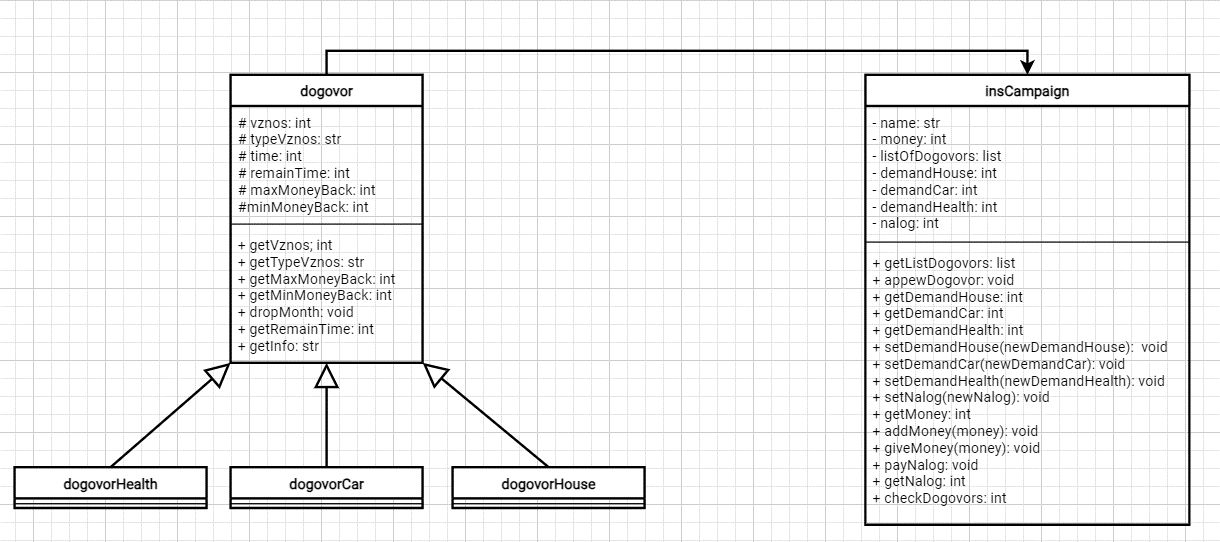 dogovor
# vznos: int
# typeVznos: str
# time: int
# remainTime: int
# maxMoneyBack: int
#minMoneyBack: int
+ getVznos; int
+ getTypeVznos: str
+ getMaxMoneyBack: int
+ getMinMoneyBack: int
+ dropMonth: void
+ getRemainTime: int
+ getInfo: str
insCampaign
- name: str
- money: int
- listOfDogovors: list
- demandHouse: int
- demandCar: int
- demandHealth: int
- nalog: int
+ getListDogovors: list
+ appewDogovor: void
+ getDemandHouse: int
+ getDemandCar: int
+ getDemandHealth: int
+ setDemandHouse(newDemandHouse): void
+ setDemandCar(newDemandCar): void
+ setDemandHealth(newDemandHealth): void
+ setNalog(newNalog): void
+ getMoney: int
+ addMoney(money): void
+ giveMoney(money): void
+ payNalog: void
+ getNalog: int
+ checkDogovors: int
dogovorHealth
dogovorCar
dogovorHouse